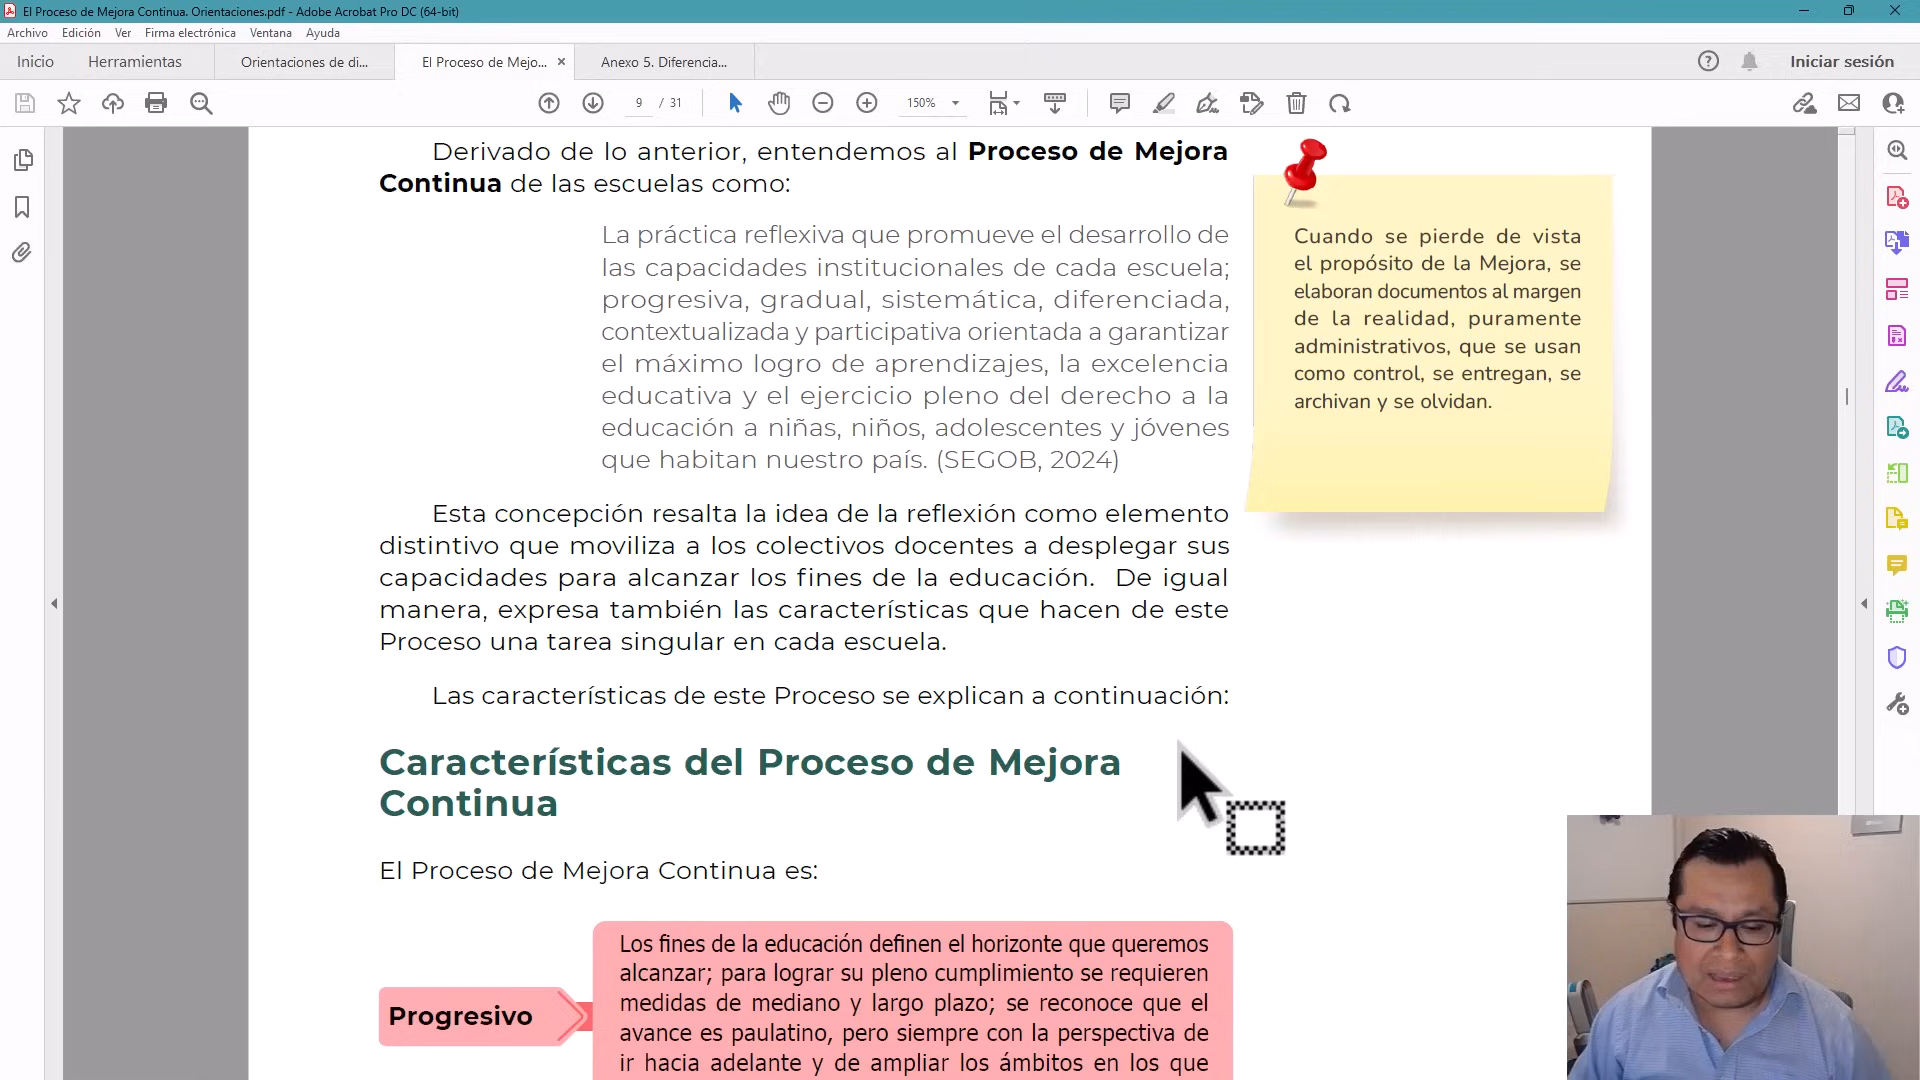 El Proceso de Mejora Continua. Orientaciones.pdf - Adobe Acrobat Pro DC (64-bit)
Archivo Edición Ver Firma electrónica Ventana Ayuda
Inicio Herramientas Orientaciones de di... El Proceso de Mejo... × Anexo 5. Diferencia... Iniciar sesión
9 / 31 150%
Derivado de lo anterior, entendemos al Proceso de Mejora
Continua de las escuelas como:
La práctica reflexiva que promueve el desarrollo de
las capacidades institucionales de cada escuela;
progresiva, gradual, sistemática, diferenciada,
contextualizada y participativa orientada a garantizar
el máximo logro de aprendizajes, la excelencia
educativa y el ejercicio pleno del derecho a la
educación a niñas, niños, adolescentes y jóvenes
que habitan nuestro país. (SEGOB, 2024)
Cuando se pierde de vista
el propósito de la Mejora, se
elaboran documentos al margen
de la realidad, puramente
administrativos, que se usan
como control, se entregan, se
archivan y se olvidan.
Esta concepción resalta la idea de la reflexión como elemento
distintivo que moviliza a los colectivos docentes a desplegar sus
capacidades para alcanzar los fines de la educación. De igual
manera, expresa también las características que hacen de este
Proceso una tarea singular en cada escuela.
Las características de este Proceso se explican a continuación:
Características del Proceso de Mejora
Continua
El Proceso de Mejora Continua es:
Progresivo
Los fines de la educación definen el horizonte que queremos
alcanzar; para lograr su pleno cumplimiento se requieren
medidas de mediano y largo plazo; se reconoce que el
avance es paulatino, pero siempre con la perspectiva de
ir hacia adelante y de ampliar los ámbitos en los que